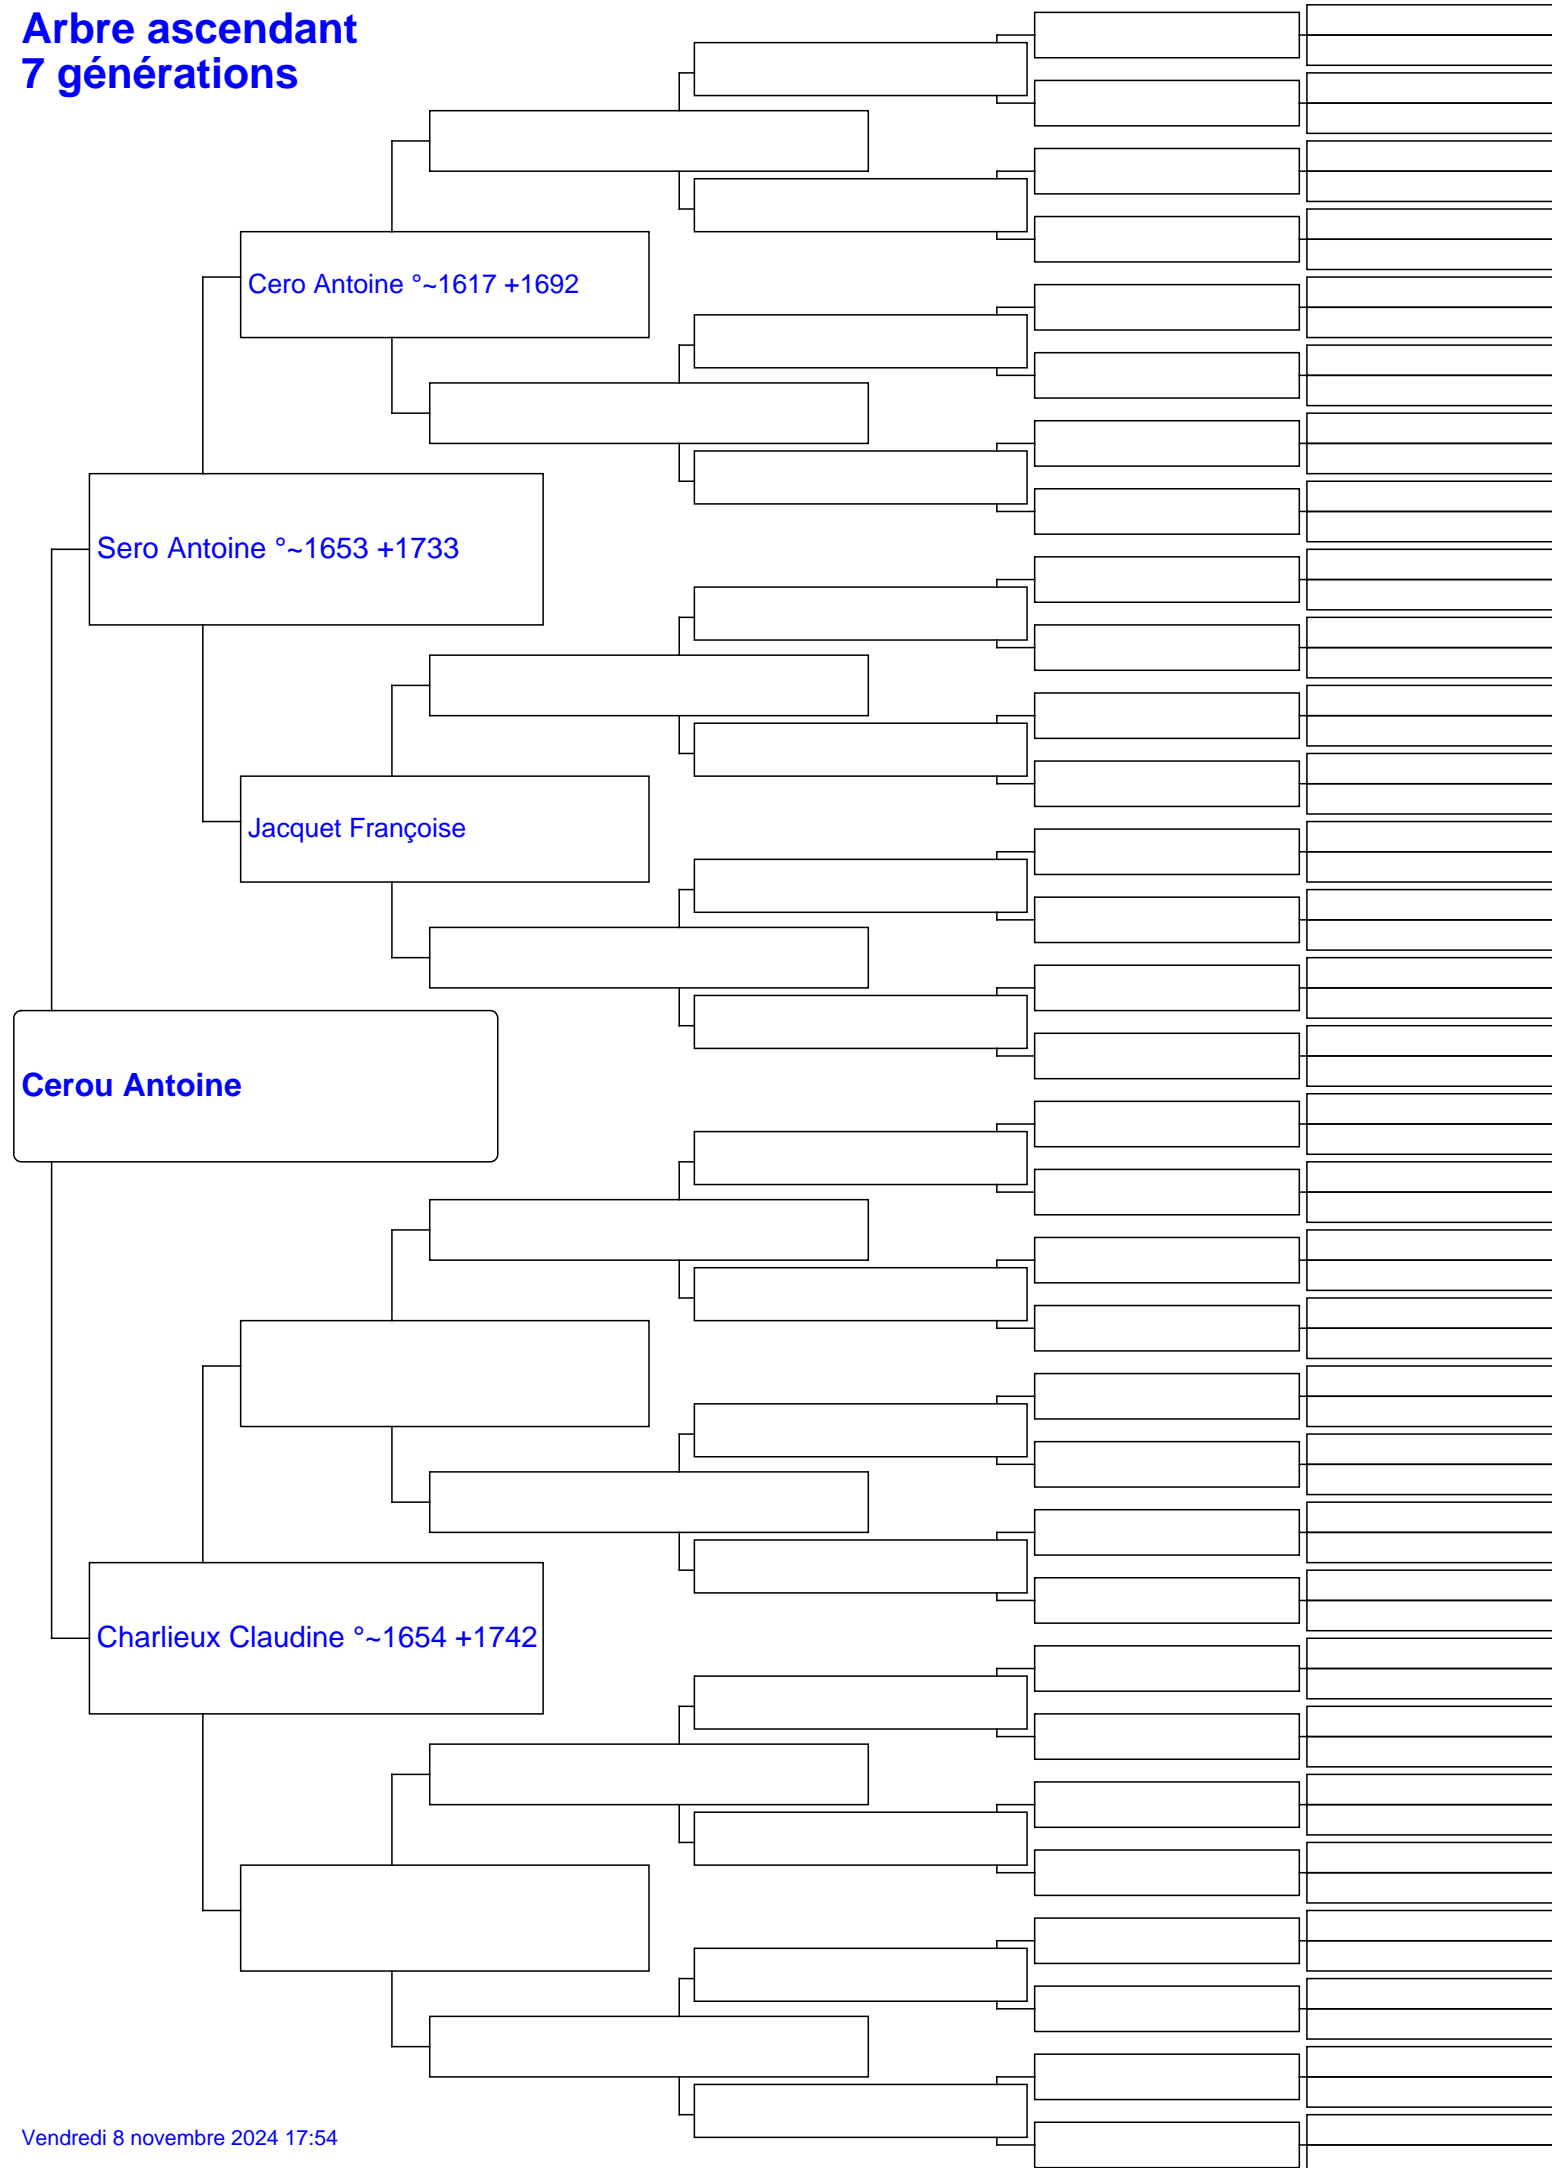 Arbre ascendant
7 générations
Cero Antoine °~1617 +1692
Sero Antoine °~1653 +1733
Jacquet Françoise
Cerou Antoine
Charlieux Claudine °~1654 +1742
Vendredi 8 novembre 2024 17:54